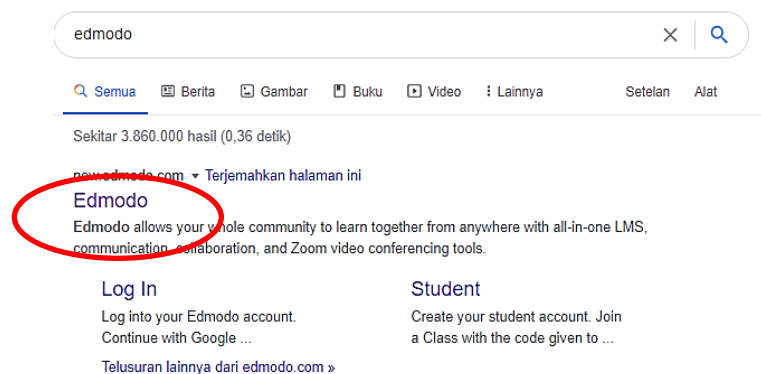 edmodo
Semua Berita Gambar Buku Video Lainnya Setelan Alat
Sekitar 3.860.000 hasil (0,36 detik)
new.edmodo.com Terjemahkan halaman ini
Edmodo
Edmodo allows your whole community to learn together from anywhere with all-in-one LMS,
communication, collaboration, and Zoom video conferencing tools.
Log In
Log into your Edmodo account.
Continue with Google ...
Student
Create your student account. Join
a Class with the code given to ...
Telusuran lainnya dari edmodo.com »